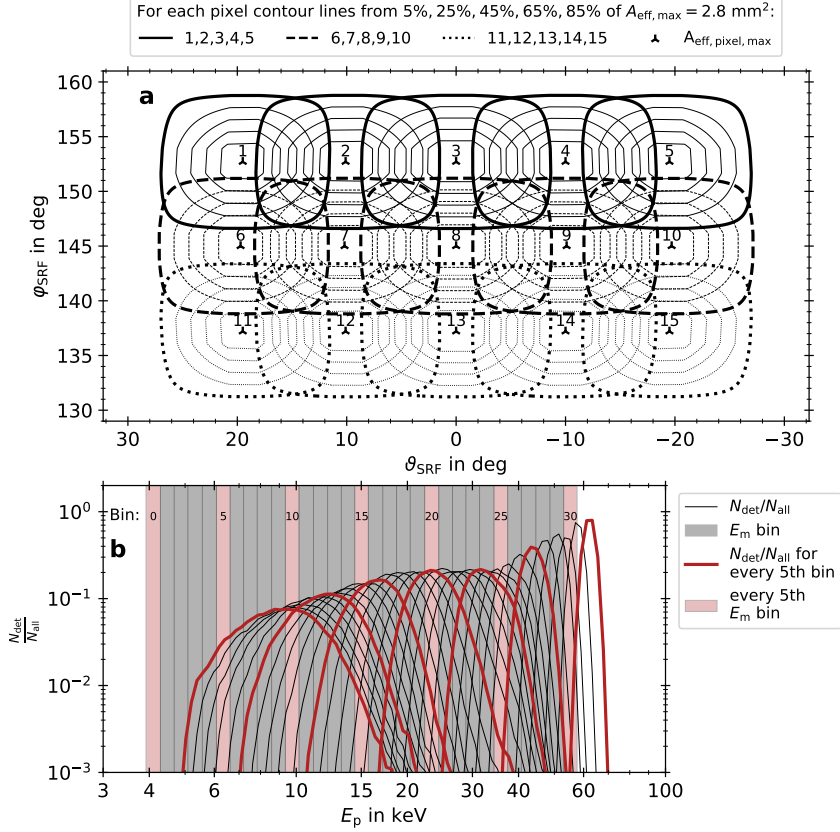 For each pixel contour lines from 5%, 25%, 45%, 65%, 85% of A_eff,max = 2.8 mm²:
1,2,3,4,5 6,7,8,9,10 11,12,13,14,15 A_eff,pixel,max
a
160
155
150
145
140
135
130
φ_SRF in deg
1 2 3 4 5
6 7 8 9 10
11 12 13 14 15
30 20 10 0 −10 −20 −30
ϑ_SRF in deg
Bin: 0 5 10 15 20 25 30
b
10⁰
10⁻¹
10⁻²
10⁻³
N_det/N_all
3 4 6 10 20 30 40 60 100
E_p in keV
N_det/N_all
E_m bin
N_det/N_all for
every 5th bin
every 5th
E_m bin